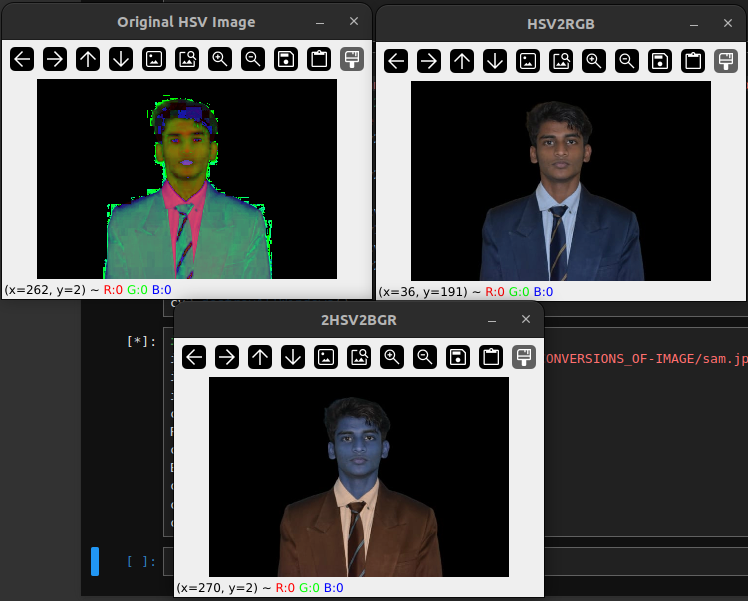 Original HSV Image
HSV2RGB
(x=262, y=2) ~ R:0 G:0 B:0
(x=36, y=191) ~ R:0 G:0 B:0
2HSV2BGR
[*]:
ONVERSIONS_OF-IMAGE/sam.jp
[ ]:
(x=270, y=2) ~ R:0 G:0 B:0